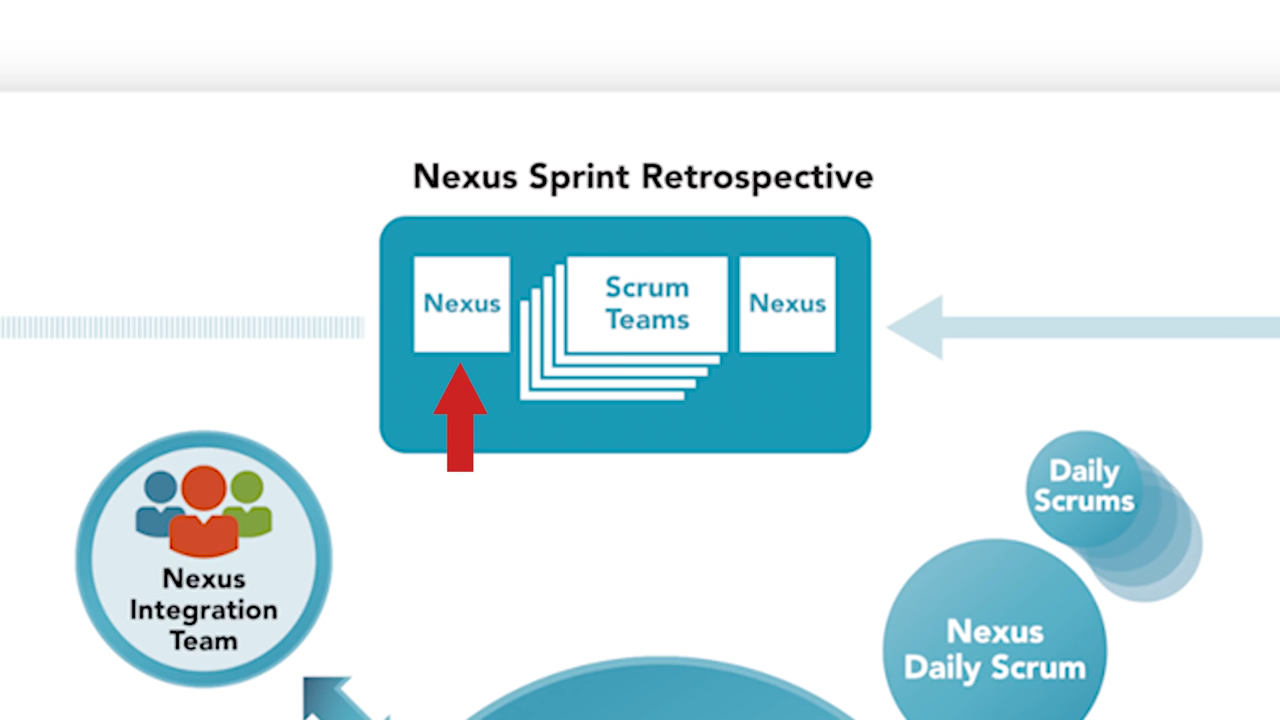 Nexus Sprint Retrospective
Nexus
Scrum
Teams
Nexus
Daily
Scrums
Nexus
Integration
Team
Nexus
Daily Scrum